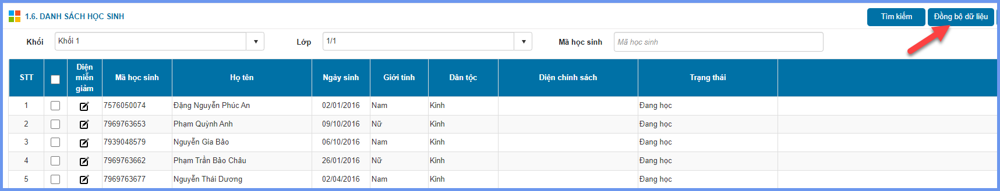 1.6. DANH SÁCH HỌC SINH
Tìm kiếm
Đồng bộ dữ liệu
Khối
Khối 1
Lớp
1/1
Mã học sinh
Mã học sinh
STT Diện miễn giảm Mã học sinh Họ tên Ngày sinh Giới tính Dân tộc Diện chính sách Trạng thái
1 7576050074 Đặng Nguyễn Phúc An 02/01/2016 Nam Kinh Đang học
2 7969763653 Phạm Quỳnh Anh 09/10/2016 Nữ Kinh Đang học
3 7939048579 Nguyễn Gia Bảo 06/10/2016 Nam Kinh Đang học
4 7969763662 Phạm Trần Bảo Châu 26/01/2016 Nữ Kinh Đang học
5 7969763677 Nguyễn Thái Dương 02/04/2016 Nam Kinh Đang học